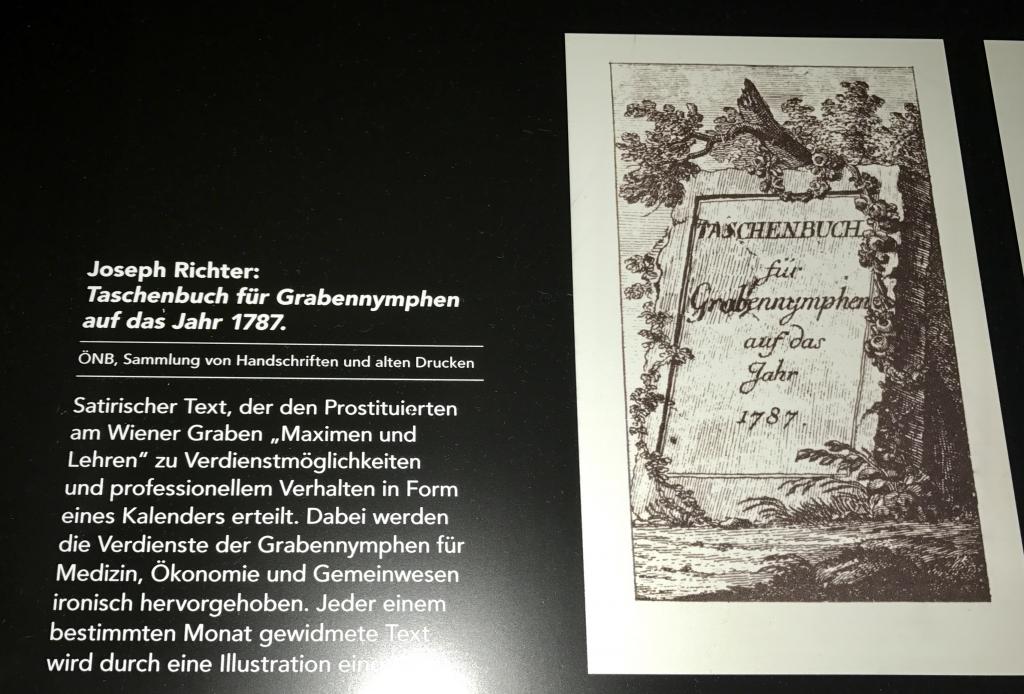 Joseph Richter:
Taschenbuch für Grabennymphen
auf das Jahr 1787.
ÖNB, Sammlung von Handschriften und alten Drucken
Satirischer Text, der den Prostituierten
am Wiener Graben „Maximen und
Lehren“ zu Verdienstmöglichkeiten
und professionellem Verhalten in Form
eines Kalenders erteilt. Dabei werden
die Verdienste der Grabennymphen für
Medizin, Ökonomie und Gemeinwesen
ironisch hervorgehoben. Jeder einem
bestimmten Monat gewidmete Text
wird durch eine Illustration
TASCHENBUCH
für
Grabennymphen
auf das
Jahr
1787.